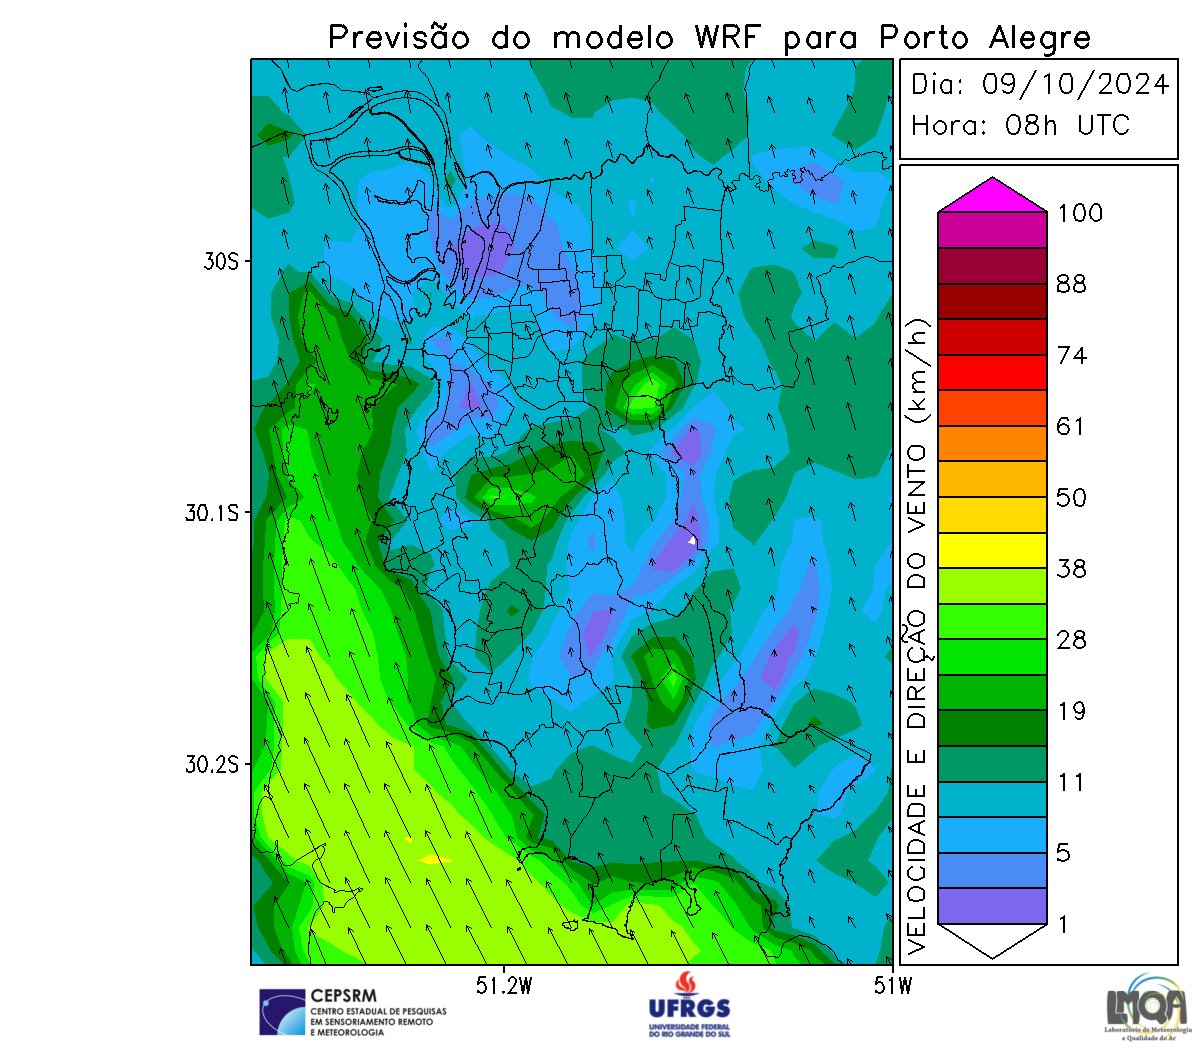 Previsão do modelo WRF para Porto Alegre
Dia: 09/10/2024
Hora: 08h UTC
VELOCIDADE E DIREÇÃO DO VENTO (km/h)
100
88
74
61
50
38
28
19
11
5
1
30S
30.1S
30.2S
51.2W
51W
CEPSRM
CENTRO ESTADUAL DE PESQUISAS
EM SENSORIAMENTO REMOTO
E METEOROLOGIA
UFRGS
UNIVERSIDADE FEDERAL
DO RIO GRANDE DO SUL
LMQA
Laboratório de Meteorologia
e Qualidade do Ar